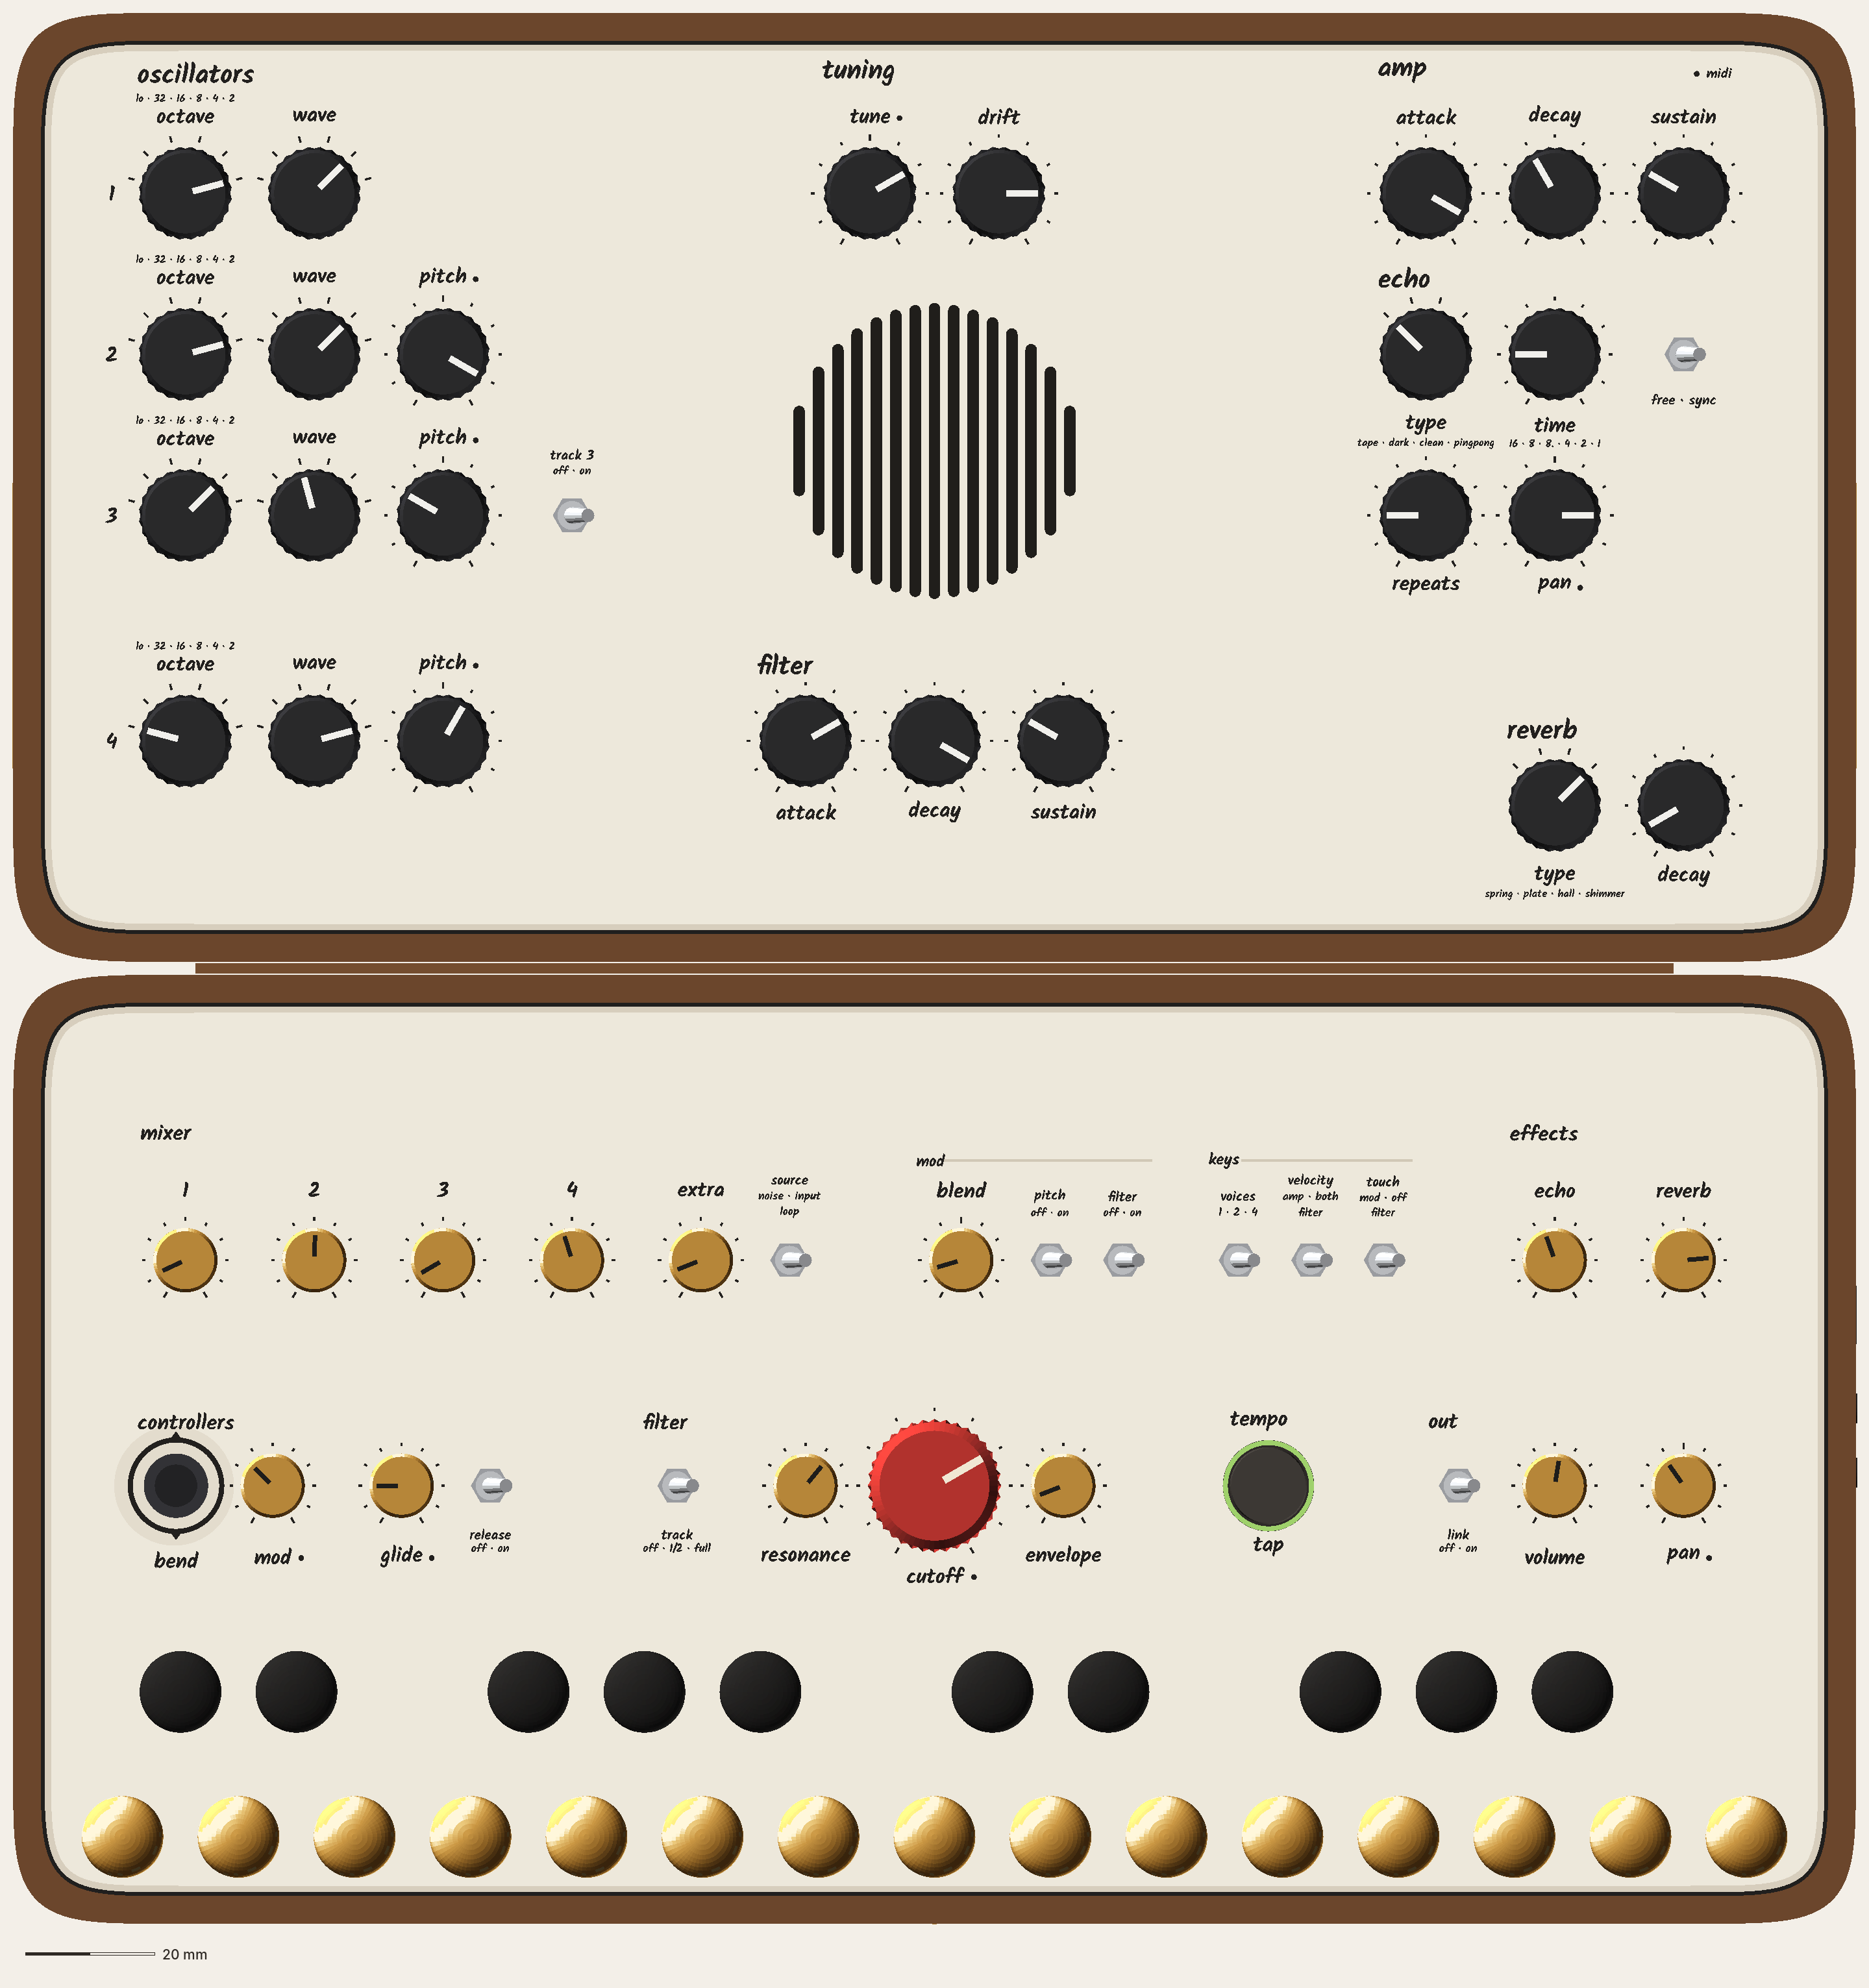 oscillators
tuning
amp
• midi
lo · 32 · 16 · 8 · 4 · 2
octave
wave
tune •
drift
attack
decay
sustain
1
lo · 32 · 16 · 8 · 4 · 2
octave
wave
pitch •
echo
2
free · sync
type
time
tape · dark · clean · pingpong
16 · 8 · 8. · 4 · 2 · 1
lo · 32 · 16 · 8 · 4 · 2
octave
wave
pitch •
track 3
off · on
3
repeats
pan •
lo · 32 · 16 · 8 · 4 · 2
octave
wave
pitch •
filter
4
reverb
attack
decay
sustain
type
decay
spring · plate · hall · shimmer
mixer
effects
mod
keys
1
2
3
4
extra
source
noise · input
loop
blend
pitch
off · on
filter
off · on
voices
1 · 2 · 4
velocity
amp · both
filter
touch
mod · off
filter
echo
reverb
controllers
filter
tempo
out
bend
mod •
glide •
release
off · on
track
off · 1/2 · full
resonance
cutoff •
envelope
tap
link
off · on
volume
pan •
20 mm